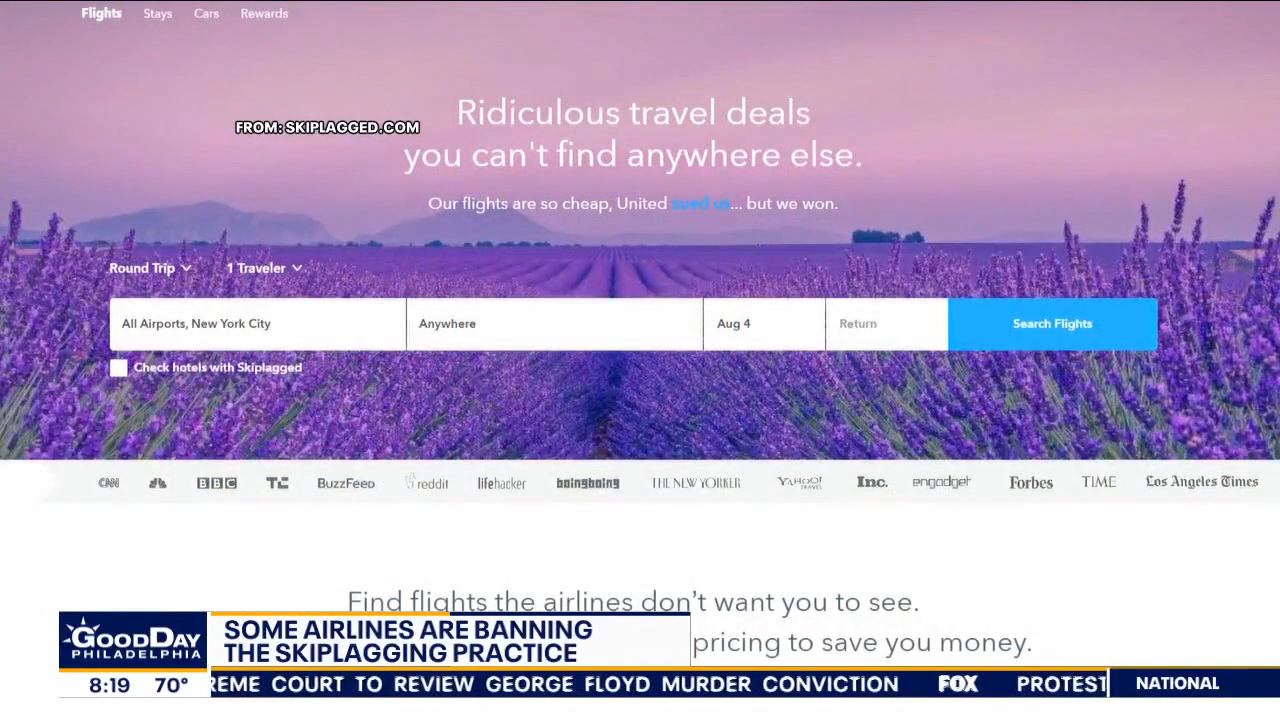 Flights Stays Cars Rewards
Ridiculous travel deals
FROM: SKIPLAGGED.COM
you can't find anywhere else.
Our flights are so cheap, United sued us... but we won.
Round Trip 1 Traveler
All Airports, New York City Anywhere Aug 4 Return Search Flights
Check hotels with Skiplagged
CNN BBC TC BuzzFeed reddit lifehacker boingboing THE NEW YORKER YAHOO! TRAVEL Inc. engadget Forbes TIME Los Angeles Times
Find flights the airlines don't want you to see.
pricing to save you money.
GOODDAY
PHILADELPHIA
SOME AIRLINES ARE BANNING
THE SKIPLAGGING PRACTICE
8:19 70° REME COURT TO REVIEW GEORGE FLOYD MURDER CONVICTION FOX PROTEST NATIONAL